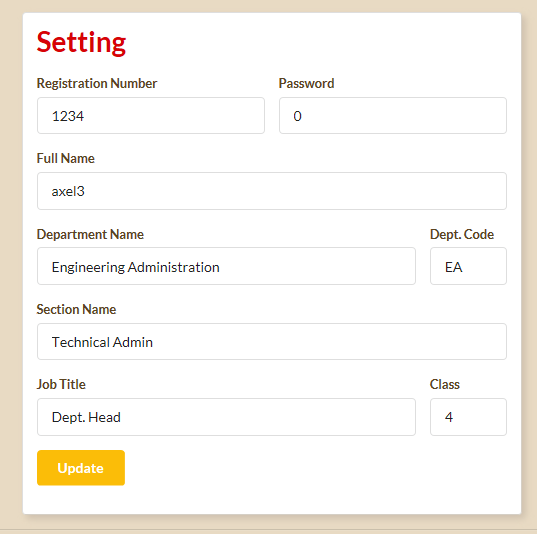 Setting
Registration Number Password
1234 0
Full Name
axel3
Department Name Dept. Code
Engineering Administration EA
Section Name
Technical Admin
Job Title Class
Dept. Head 4
Update